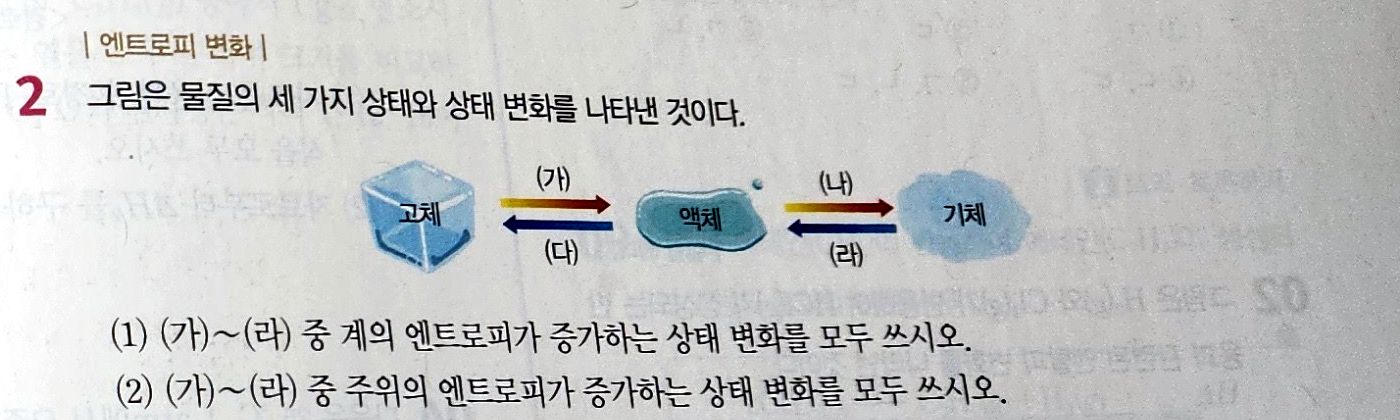 | 엔트로피 변화 |
2 그림은 물질의 세 가지 상태와 상태 변화를 나타낸 것이다.
(가) (나)
고체 액체 기체
(다) (라)
(1) (가)~(라) 중 계의 엔트로피가 증가하는 상태 변화를 모두 쓰시오.
(2) (가)~(라) 중 주위의 엔트로피가 증가하는 상태 변화를 모두 쓰시오.